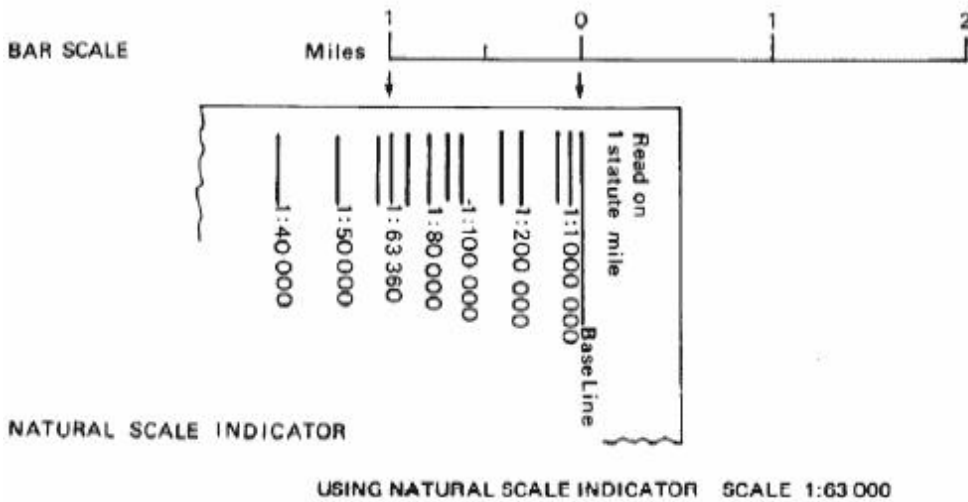 1 0 1 2
BAR SCALE Miles
Read on
1 statute mile
Base Line
1:1 000 000
1:200 000
1:100 000
1:80 000
1:63 360
1:50 000
1:40 000
NATURAL SCALE INDICATOR
USING NATURAL SCALE INDICATOR SCALE 1:63 000